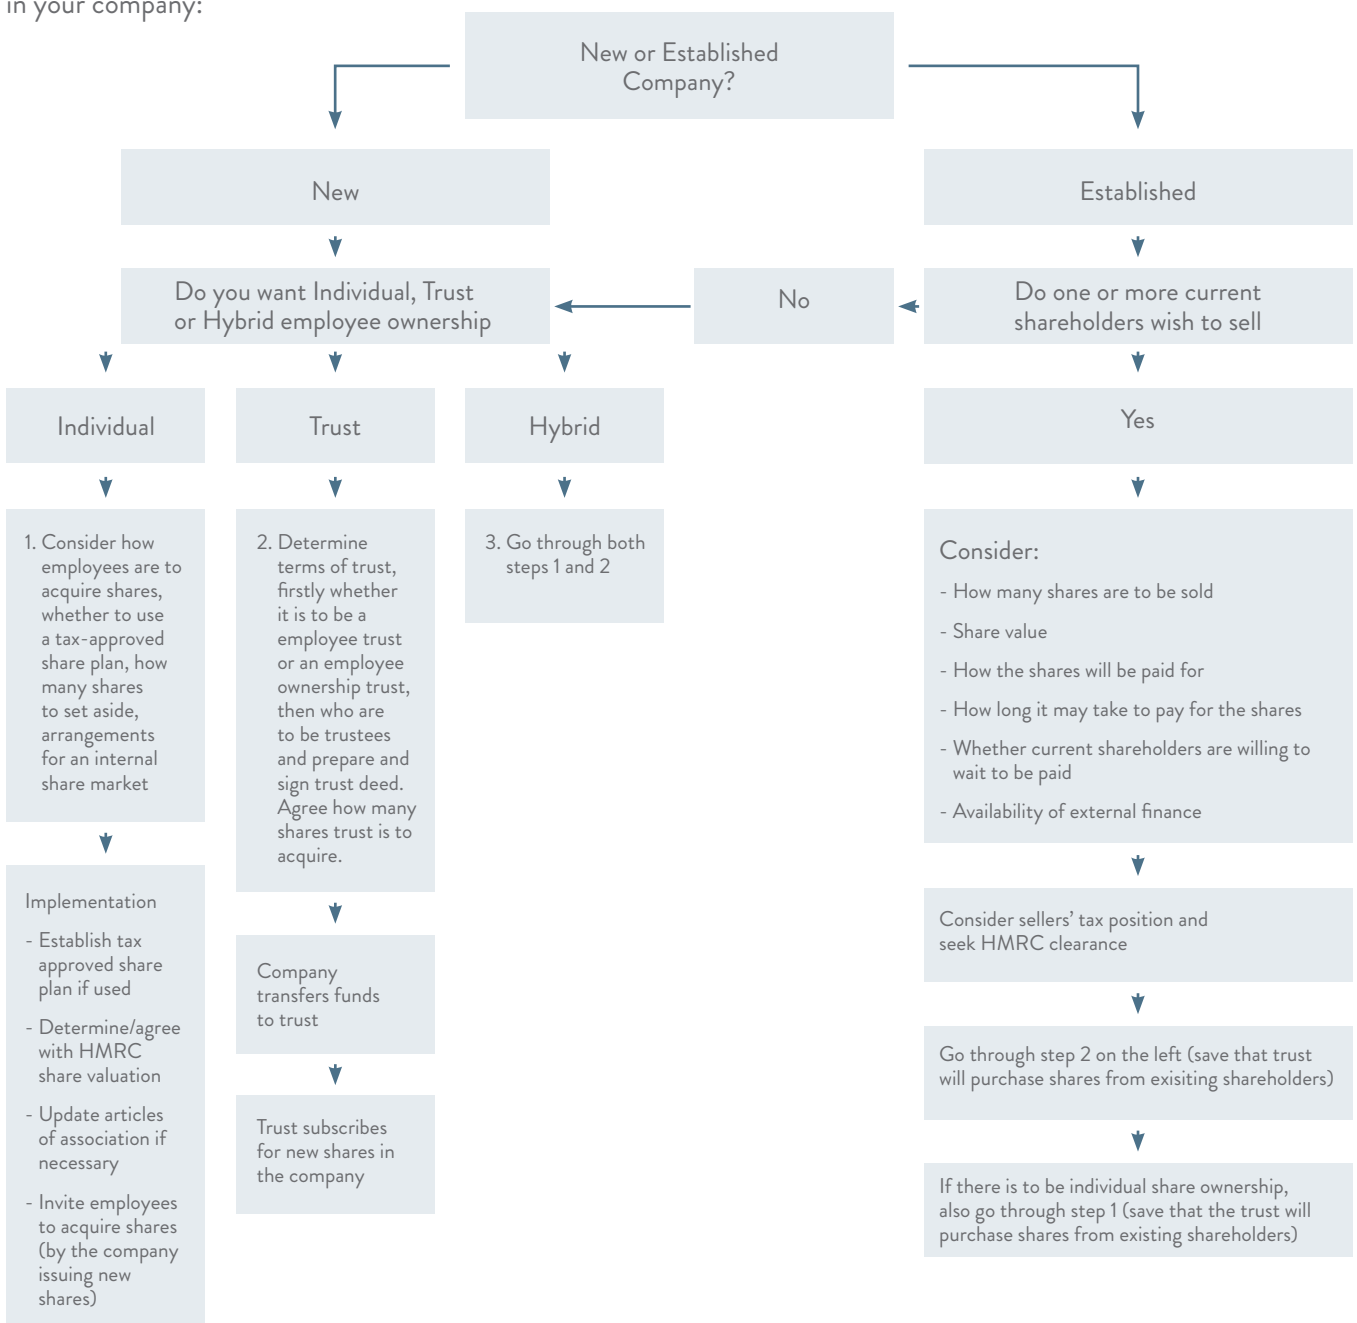 in your company:
New or Established
Company?
New
Established
Do you want Individual, Trust
or Hybrid employee ownership
No
Do one or more current
shareholders wish to sell
Individual
Trust
Hybrid
Yes
1. Consider how
employees are to
acquire shares,
whether to use
a tax-approved
share plan, how
many shares
to set aside,
arrangements
for an internal
share market
Implementation
- Establish tax
approved share
plan if used
- Determine/agree
with HMRC
share valuation
- Update articles
of association if
necessary
- Invite employees
to acquire shares
(by the company
issuing new
shares)
2. Determine
terms of trust,
firstly whether
it is to be a
employee trust
or an employee
ownership trust,
then who are
to be trustees
and prepare and
sign trust deed.
Agree how many
shares trust is to
acquire.
Company
transfers funds
to trust
Trust subscribes
for new shares in
the company
3. Go through both
steps 1 and 2
Consider:
- How many shares are to be sold
- Share value
- How the shares will be paid for
- How long it may take to pay for the shares
- Whether current shareholders are willing to
wait to be paid
- Availability of external finance
Consider sellers’ tax position and
seek HMRC clearance
Go through step 2 on the left (save that trust
will purchase shares from exisiting shareholders)
If there is to be individual share ownership,
also go through step 1 (save that the trust will
purchase shares from existing shareholders)